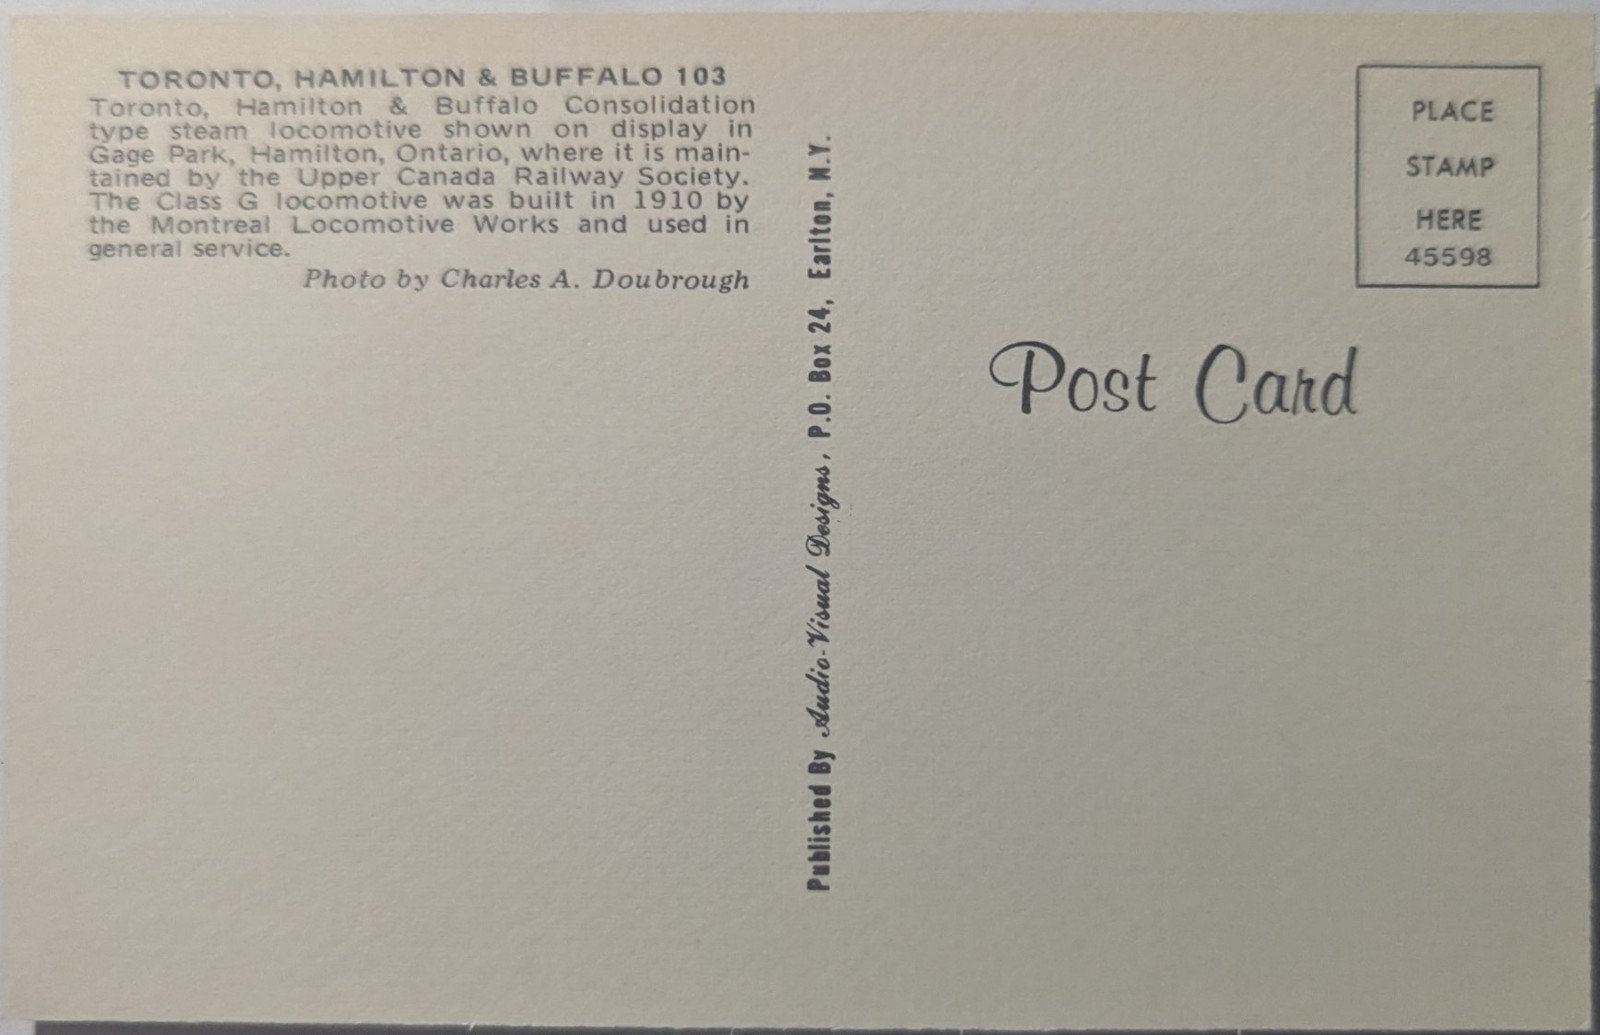 TORONTO, HAMILTON & BUFFALO 103
Toronto, Hamilton & Buffalo Consolidation
type steam locomotive shown on display in
Gage Park, Hamilton, Ontario, where it is main-
tained by the Upper Canada Railway Society.
The Class G locomotive was built in 1910 by
the Montreal Locomotive Works and used in
general service.
Photo by Charles A. Doubrough
Published By Audio-Visual Designs, P.O. Box 24, Earlton, N.Y.
PLACE
STAMP
HERE
45598
Post Card